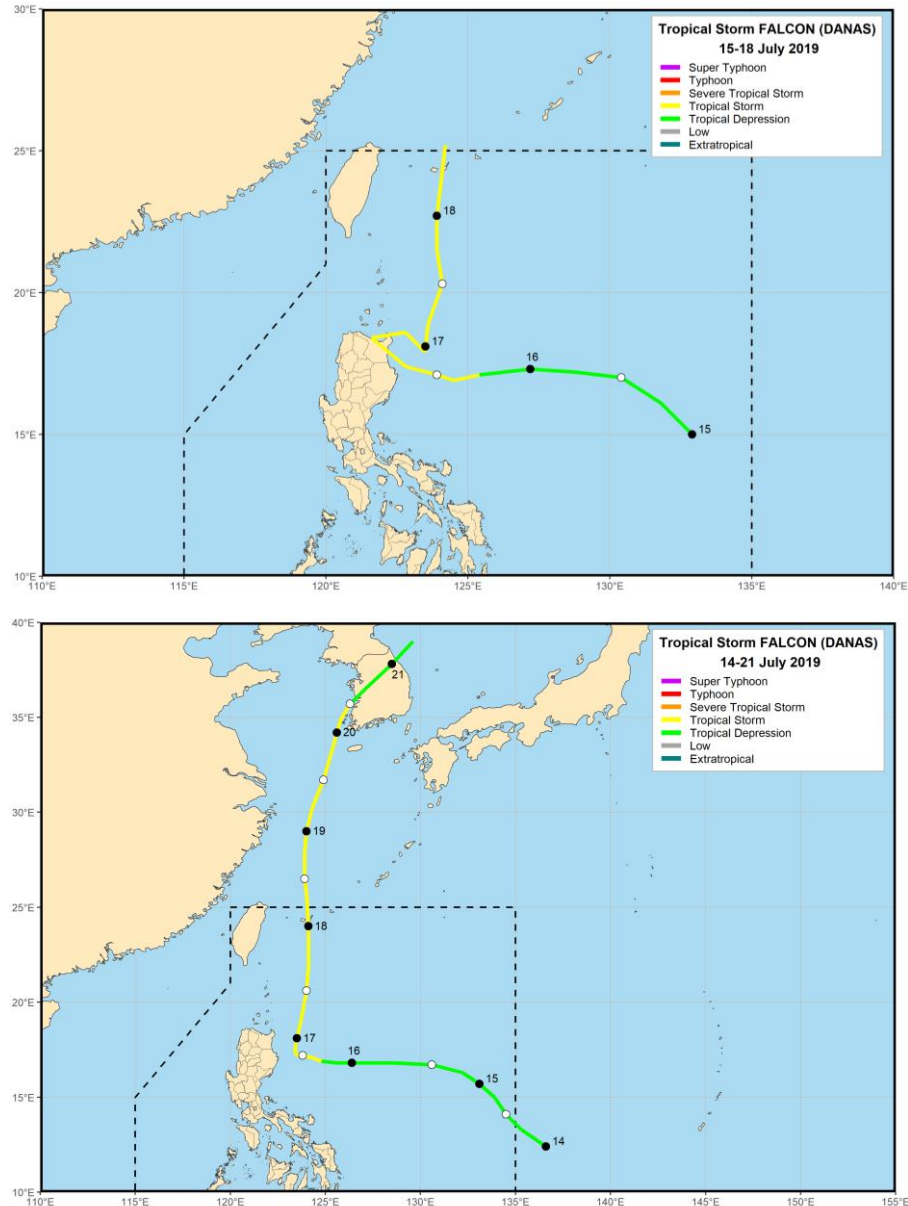 30°E
Tropical Storm FALCON (DANAS)
15-18 July 2019
Super Typhoon
Typhoon
Severe Tropical Storm
Tropical Storm
Tropical Depression
Low
Extratropical
25°E
18
20°E
17
16
15
15°E
10°E
110°E
115°E
120°E
125°E
130°E
135°E
140°E
40°E
Tropical Storm FALCON (DANAS)
14-21 July 2019
Super Typhoon
Typhoon
Severe Tropical Storm
Tropical Storm
Tropical Depression
Low
Extratropical
21
35°E
20
30°E
19
25°E
18
20°E
17
16
15
15°E
14
10°E
110°E
115°E
120°E
125°E
130°E
135°E
140°E
145°E
150°E
155°E